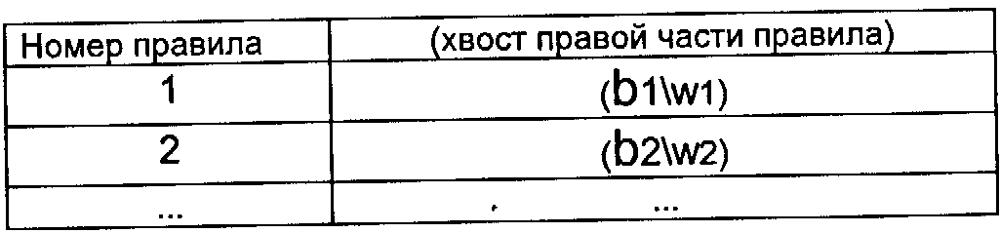 Номер правила (хвост правой части правила)
1 (b1\w1)
2 (b2\w2)
... ...